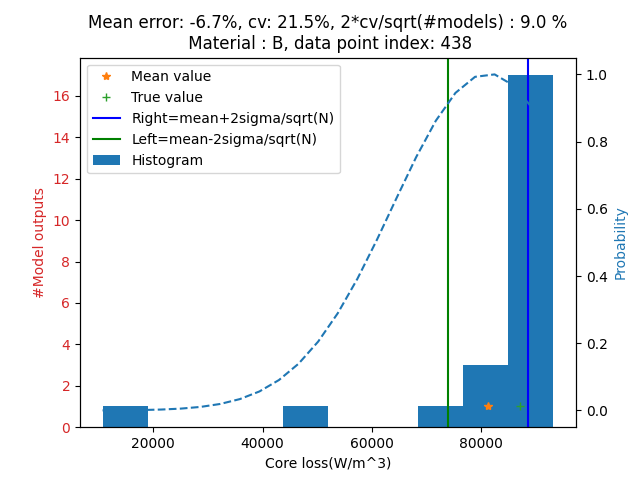 Mean error: -6.7%, cv: 21.5%, 2*cv/sqrt(#models) : 9.0 %
Material : B, data point index: 438
Mean value
True value
Right=mean+2sigma/sqrt(N)
Left=mean-2sigma/sqrt(N)
Histogram
#Model outputs
16
14
12
10
8
6
4
2
0
1.0
0.8
0.6
0.4
0.2
0.0
Probability
20000 40000 60000 80000
Core loss(W/m^3)